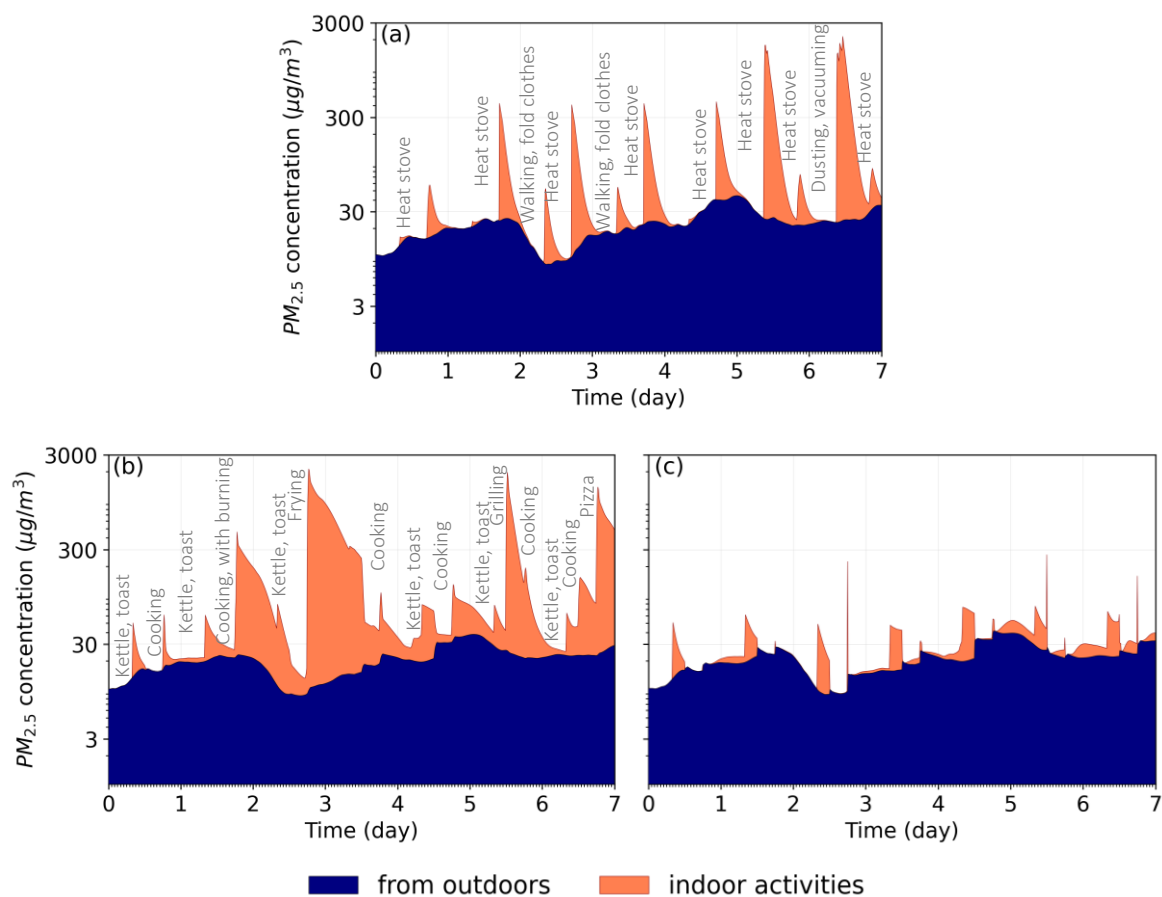 (a)
3000
300
30
3
PM2.5 concentration (μg/m³)
Heat stove
Heat stove
Walking, fold clothes
Heat stove
Walking, fold clothes
Heat stove
Heat stove
Heat stove
Heat stove
Dusting, vacuuming
Heat stove
0 1 2 3 4 5 6 7
Time (day)
(b)
3000
300
30
3
PM2.5 concentration (μg/m³)
Kettle, toast
Cooking
Kettle, toast
Cooking, with burning
Kettle, toast
Frying
Cooking
Kettle, toast
Cooking
Kettle, toast
Grilling
Cooking
Kettle, toast
Cooking
Pizza
0 1 2 3 4 5 6 7
Time (day)
(c)
0 1 2 3 4 5 6 7
Time (day)
from outdoors
indoor activities